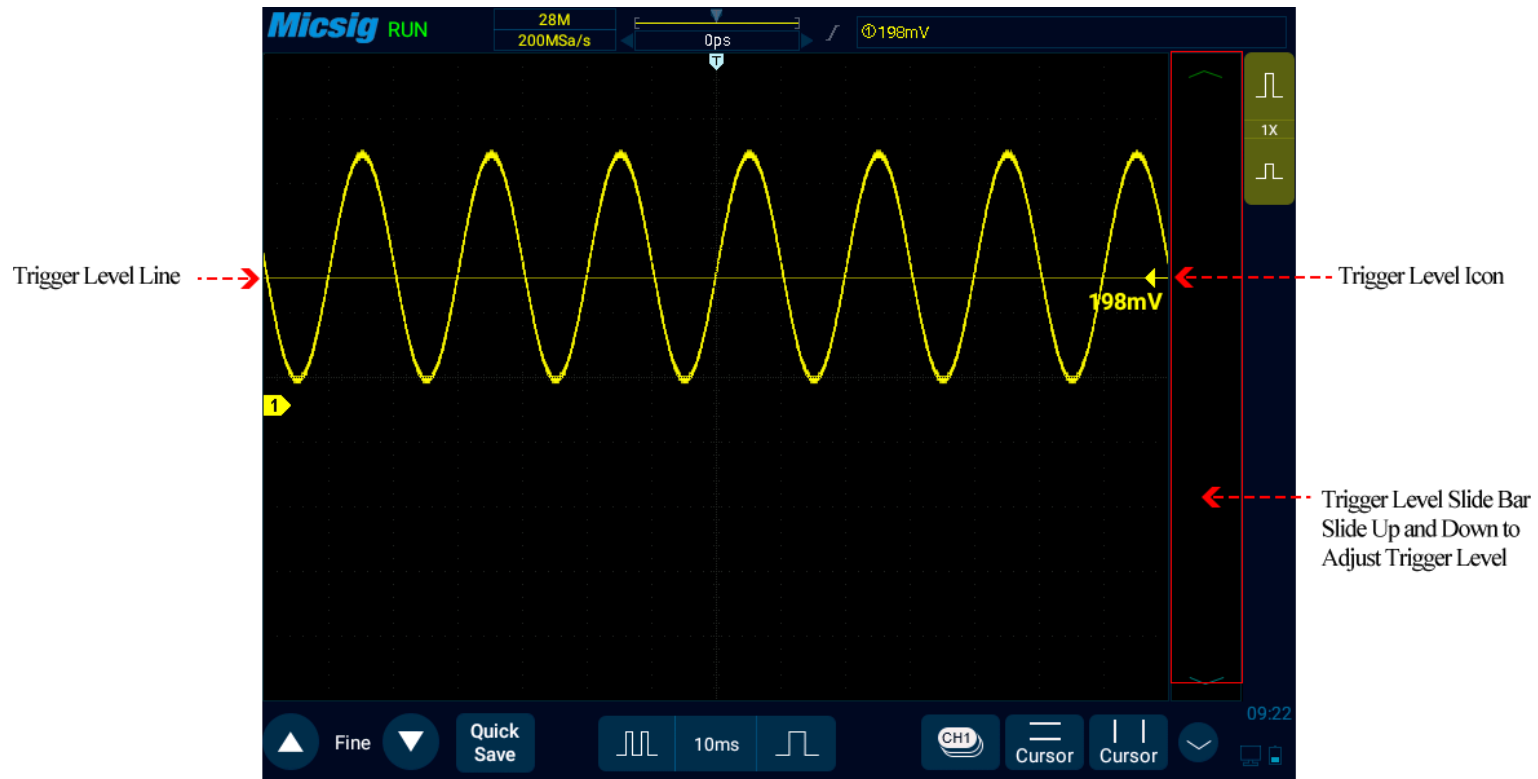 Micsig RUN
28M
200MSa/s
0ps
①198mV
T
1X
Trigger Level Line
Trigger Level Icon
198mV
1
Trigger Level Slide Bar
Slide Up and Down to
Adjust Trigger Level
09:22
Fine
Quick
Save
10ms
CH1
Cursor
Cursor